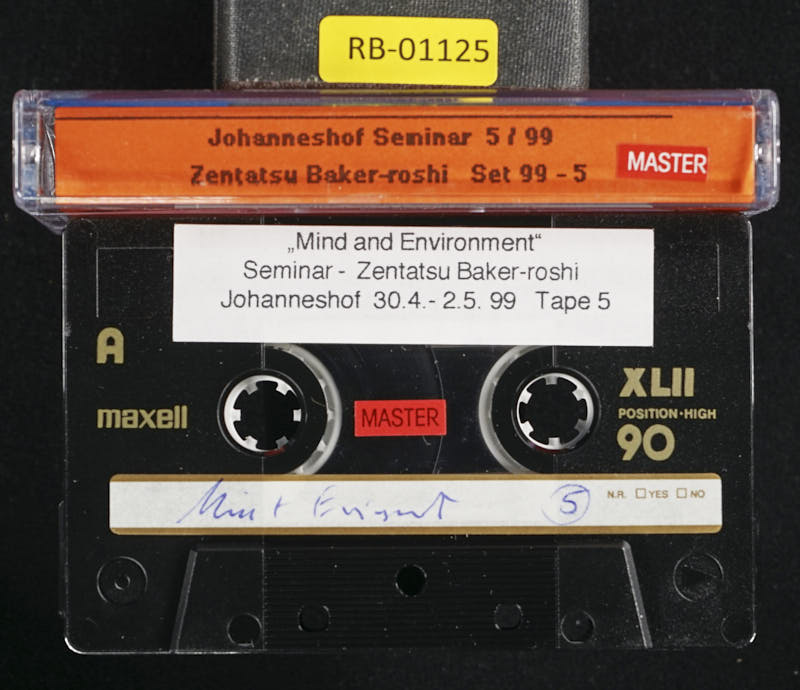 RB-01125
Johanneshof Seminar 5 / 99
Zentatsu Baker-roshi Set 99 - 5
MASTER
„Mind and Environment“
Seminar - Zentatsu Baker-roshi
Johanneshof 30.4.- 2.5. 99 Tape 5
A
maxell
MASTER
XLII
POSITION·HIGH
90
5
N.R. YES NO